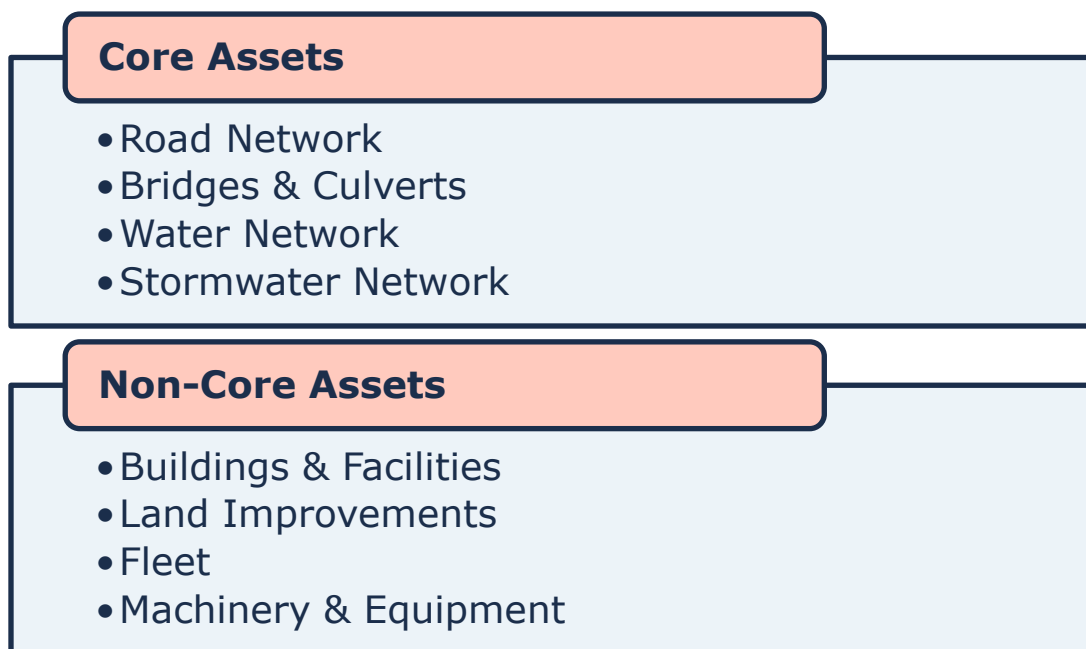 Core Assets
•Road Network
•Bridges & Culverts
•Water Network
•Stormwater Network
Non-Core Assets
•Buildings & Facilities
•Land Improvements
•Fleet
•Machinery & Equipment